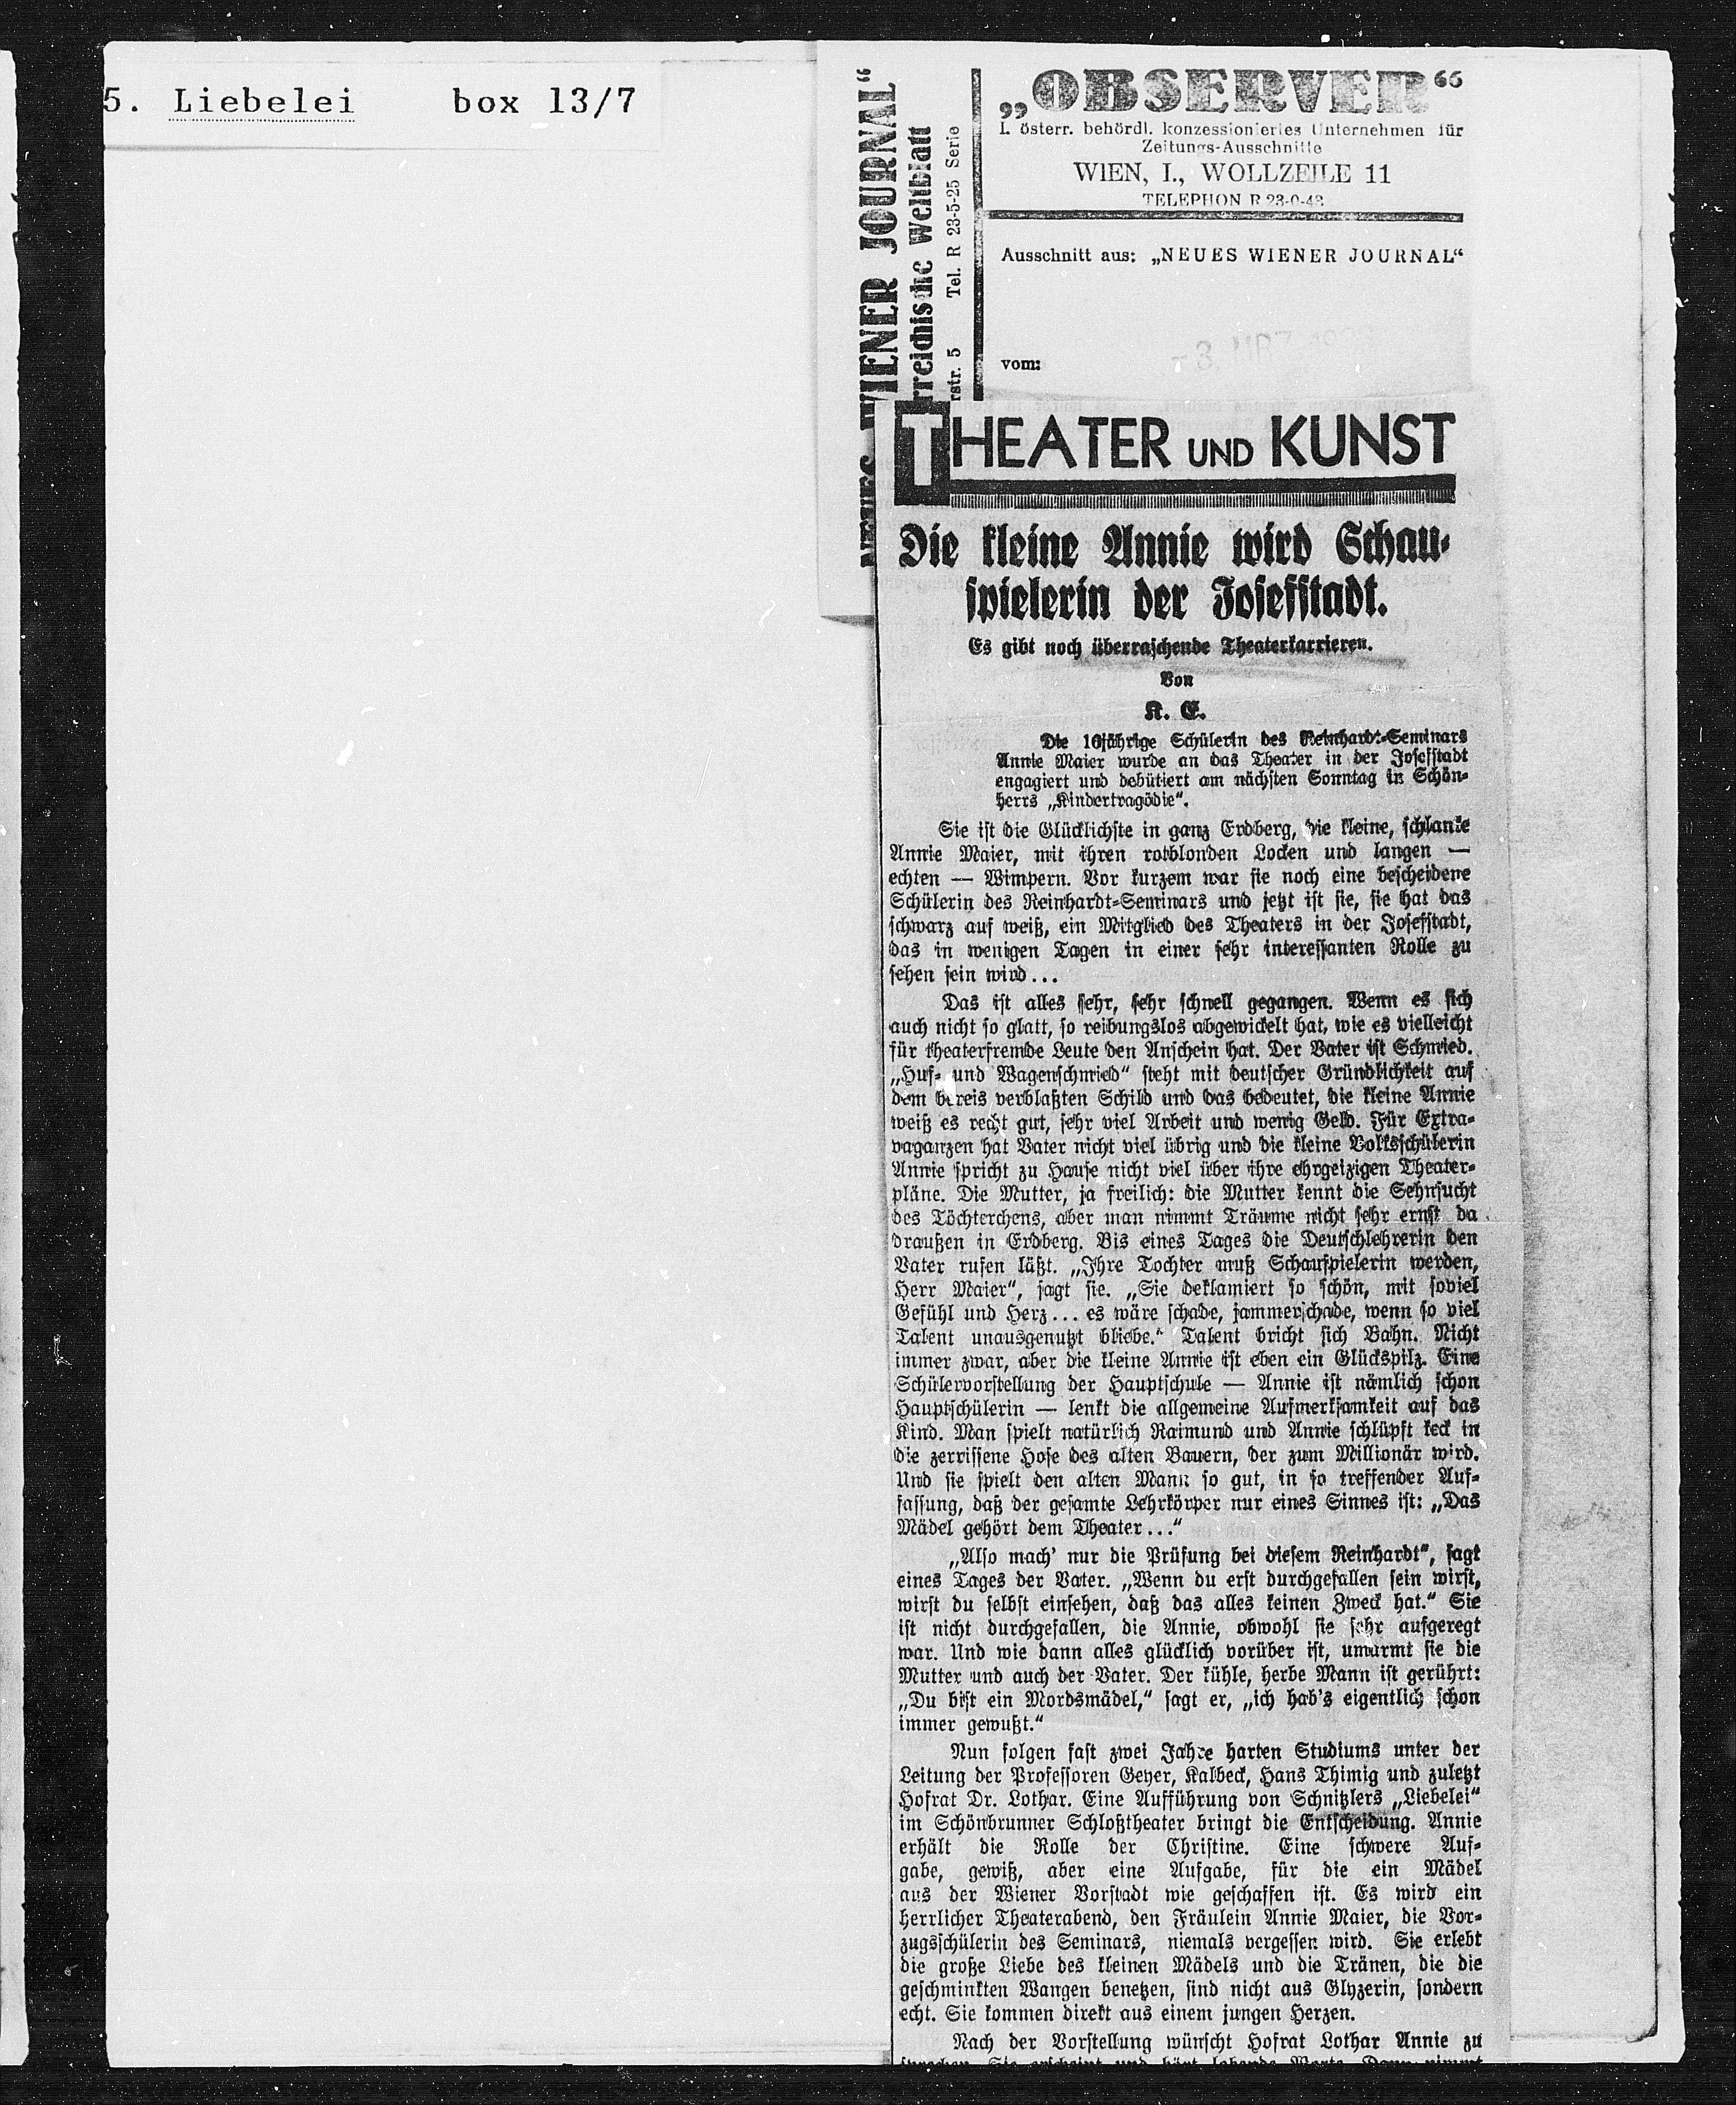 5. Liebelei box 13/7
NEUES WIENER JOURNAL“
rreichische Weltblatt
rstr. 5 Tel. R 23-5-25 Serie
„OBSERVER“
I. österr. behördl. konzessioniertes Unternehmen für
Zeitungs-Ausschnitte
WIEN, I., WOLLZEILE 11
TELEPHON R 23-0-43
Ausschnitt aus: „NEUES WIENER JOURNAL“
vom:
THEATER UND KUNST
Die kleine Annie wird Schau-
spielerin der Josefstadt.
Es gibt noch überraschende Theaterkarrieren.
Von
K. E.
Die 16jährige Schülerin des Reinhardt-Seminars
Annie Maier wurde an das Theater in der Josefstadt
engagiert und debütiert am nächsten Sonntag in Schön-
herrs „Kindertragödie“.
Sie ist die Glücklichste in ganz Erdberg, die kleine, schlanke
Annie Maier, mit ihren rotblonden Locken und langen —
echten — Wimpern. Vor kurzem war sie noch eine bescheidene
Schülerin des Reinhardt-Seminars und jetzt ist sie, sie hat das
schwarz auf weiß, ein Mitglied des Theaters in der Josefstadt,
das in wenigen Tagen in einer sehr interessanten Rolle zu
sehen sein wird...
Das ist alles sehr, sehr schnell gegangen. Wenn es sich
auch nicht so glatt, so reibungslos abgewickelt hat, wie es vielleicht
für theaterfremde Leute den Anschein hat. Der Vater ist Schmied.
„Huf- und Wagenschmied“ steht mit deutscher Gründlichkeit auf
dem bereis verblaßten Schild und das bedeutet, die kleine Annie
weiß es recht gut, sehr viel Arbeit und wenig Geld. Für Extra-
vaganzen hat Vater nicht viel übrig und die kleine Volksschülerin
Annie spricht zu Hause nicht viel über ihre ehrgeizigen Theater-
pläne. Die Mutter, ja freilich: die Mutter kennt die Sehnsucht
des Töchterchens, aber man nimmt Träume nicht sehr ernst da
draußen in Erdberg. Bis eines Tages die Deutschlehrerin den
Vater rufen läßt. „Ihre Tochter muß Schauspielerin werden,
Herr Maier“, sagt sie. „Sie deklamiert so schön, mit soviel
Gefühl und Herz... es wäre schade, jammerschade, wenn so viel
Talent unausgenutzt bliebe.“ Talent bricht sich Bahn. Nicht
immer zwar, aber die kleine Annie ist eben ein Glückspilz. Eine
Schülervorstellung der Hauptschule — Annie ist nämlich schon
Hauptschülerin — lenkt die allgemeine Aufmerksamkeit auf das
Kind. Man spielt natürlich Raimund und Annie schlüpft keck in
die zerrissene Hose des alten Bauern, der zum Millionär wird.
Und sie spielt den alten Mann so gut, in so treffender Auf-
fassung, daß der gesamte Lehrkörper nur eines Sinnes ist: „Das
Mädel gehört dem Theater...“
„Also mach' nur die Prüfung bei diesem Reinhardt“, sagt
eines Tages der Vater. „Wenn du erst durchgefallen sein wirst,
wirst du selbst einsehen, daß das alles keinen Zweck hat.“ Sie
ist nicht durchgefallen, die Annie, obwohl sie sehr aufgeregt
war. Und wie dann alles glücklich vorüber ist, umarmt sie die
Mutter und auch der Vater. Der kühle, herbe Mann ist gerührt:
„Du bist ein Mordsmädel,“ sagt er, „ich hab's eigentlich schon
immer gewußt.“
Nun folgen fast zwei Jahre harten Studiums unter der
Leitung der Professoren Geyer, Kalbeck, Hans Thimig und zuletzt
Hofrat Dr. Lothar. Eine Aufführung von Schnitzlers „Liebelei“
im Schönbrunner Schloßtheater bringt die Entscheidung. Annie
erhält die Rolle der Christine. Eine schwere Auf-
gabe, gewiß, aber eine Aufgabe, für die ein Mädel
aus der Wiener Vorstadt wie geschaffen ist. Es wird ein
herrlicher Theaterabend, den Fräulein Annie Maier, die Vor-
zugsschülerin des Seminars, niemals vergessen wird. Sie erlebt
die große Liebe des kleinen Mädels und die Tränen, die die
geschminkten Wangen benetzen, sind nicht aus Glyzerin, sondern
echt. Sie kommen direkt aus einem jungen Herzen.
Nach der Vorstellung wünscht Hofrat Lothar Annie zu